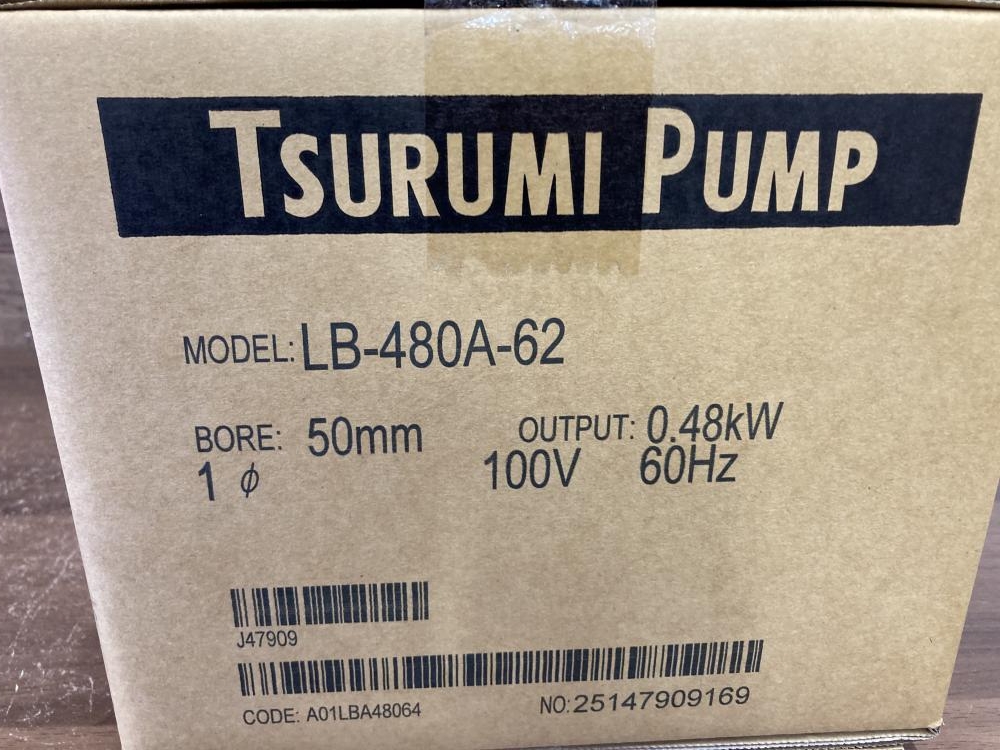 TSURUMI PUMP
MODEL: LB-480A-62
BORE: 50mm OUTPUT: 0.48kW
1 ϕ 100V 60Hz
J47909
CODE: A01LBA48064 NO: 25147909169